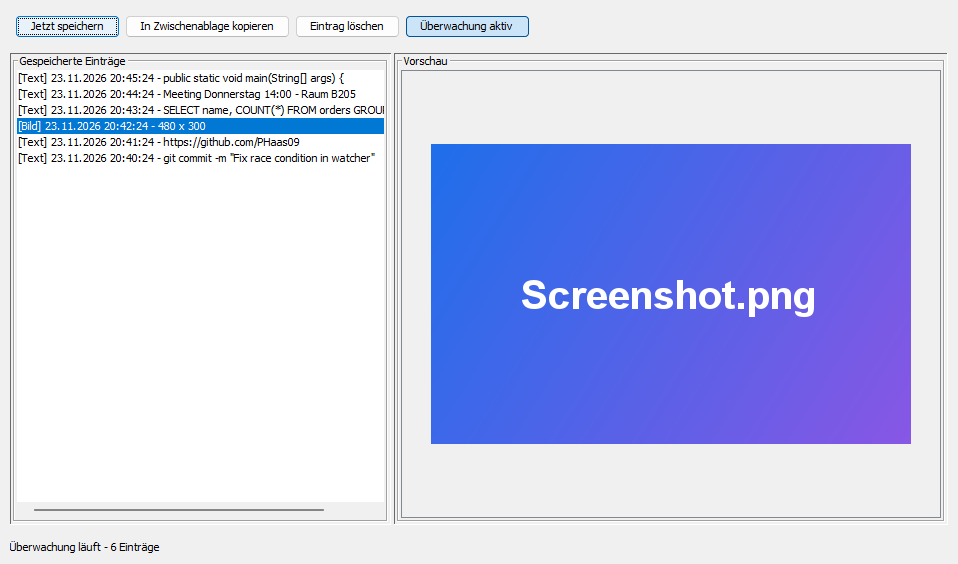 Jetzt speichern
In Zwischenablage kopieren
Eintrag löschen
Überwachung aktiv
Gespeicherte Einträge
[Text] 23.11.2026 20:45:24 - public static void main(String[] args) {
[Text] 23.11.2026 20:44:24 - Meeting Donnerstag 14:00 - Raum B205
[Text] 23.11.2026 20:43:24 - SELECT name, COUNT(*) FROM orders GROU
[Bild] 23.11.2026 20:42:24 - 480 x 300
[Text] 23.11.2026 20:41:24 - https://github.com/PHaas09
[Text] 23.11.2026 20:40:24 - git commit -m "Fix race condition in watcher"
Vorschau
Screenshot.png
Überwachung läuft - 6 Einträge